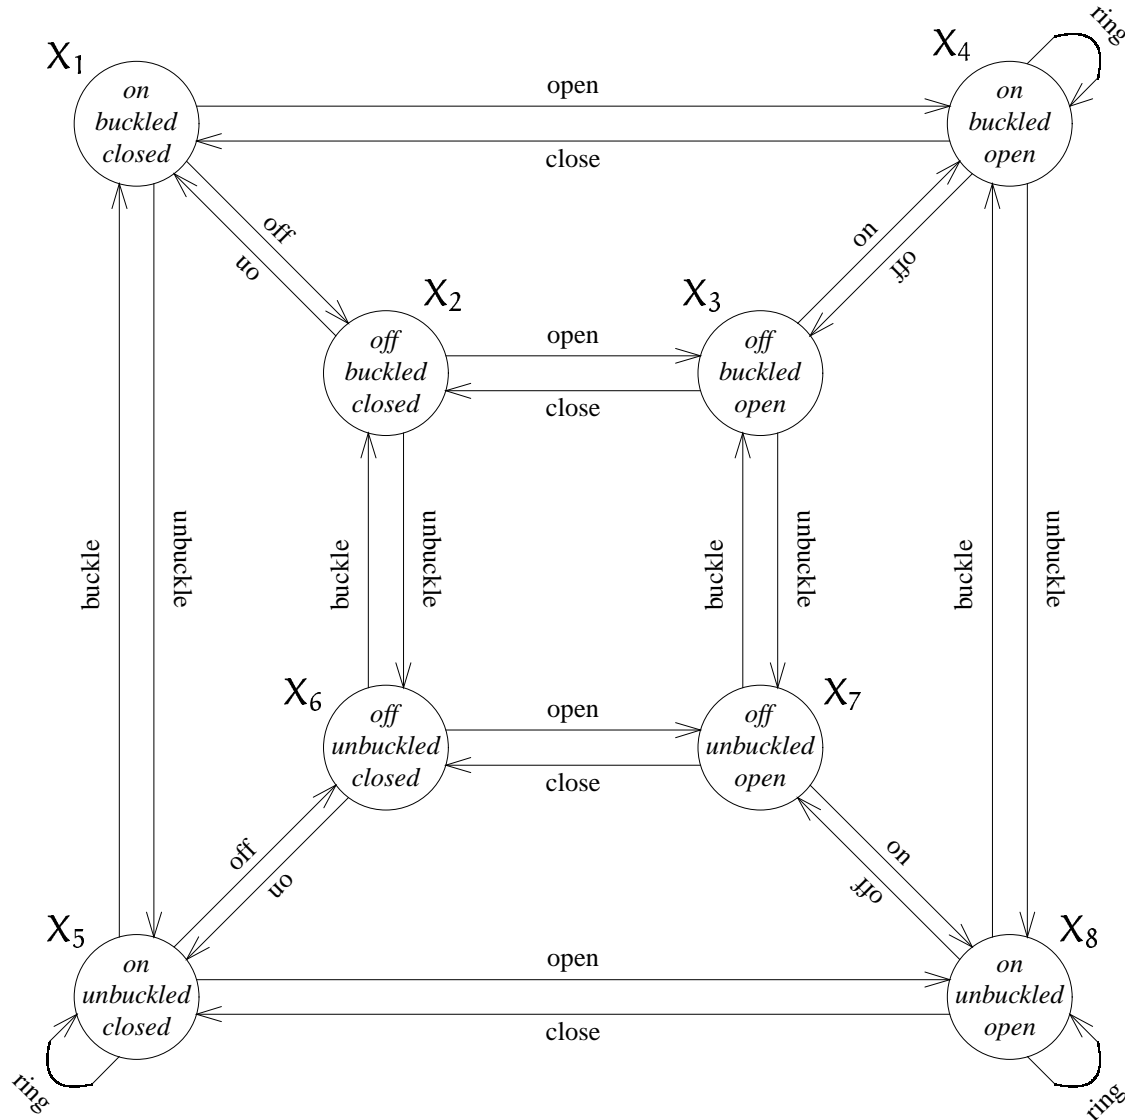 ring
X₁
X₄
on
buckled
closed
open
close
on
buckled
open
off
on
on
off
X₂
X₃
off
buckled
closed
open
close
off
buckled
open
buckle
unbuckle
buckle
unbuckle
buckle
unbuckle
buckle
unbuckle
X₆
X₇
off
unbuckled
closed
open
close
off
unbuckled
open
off
on
on
off
X₅
X₈
on
unbuckled
closed
open
close
on
unbuckled
open
ring
ring